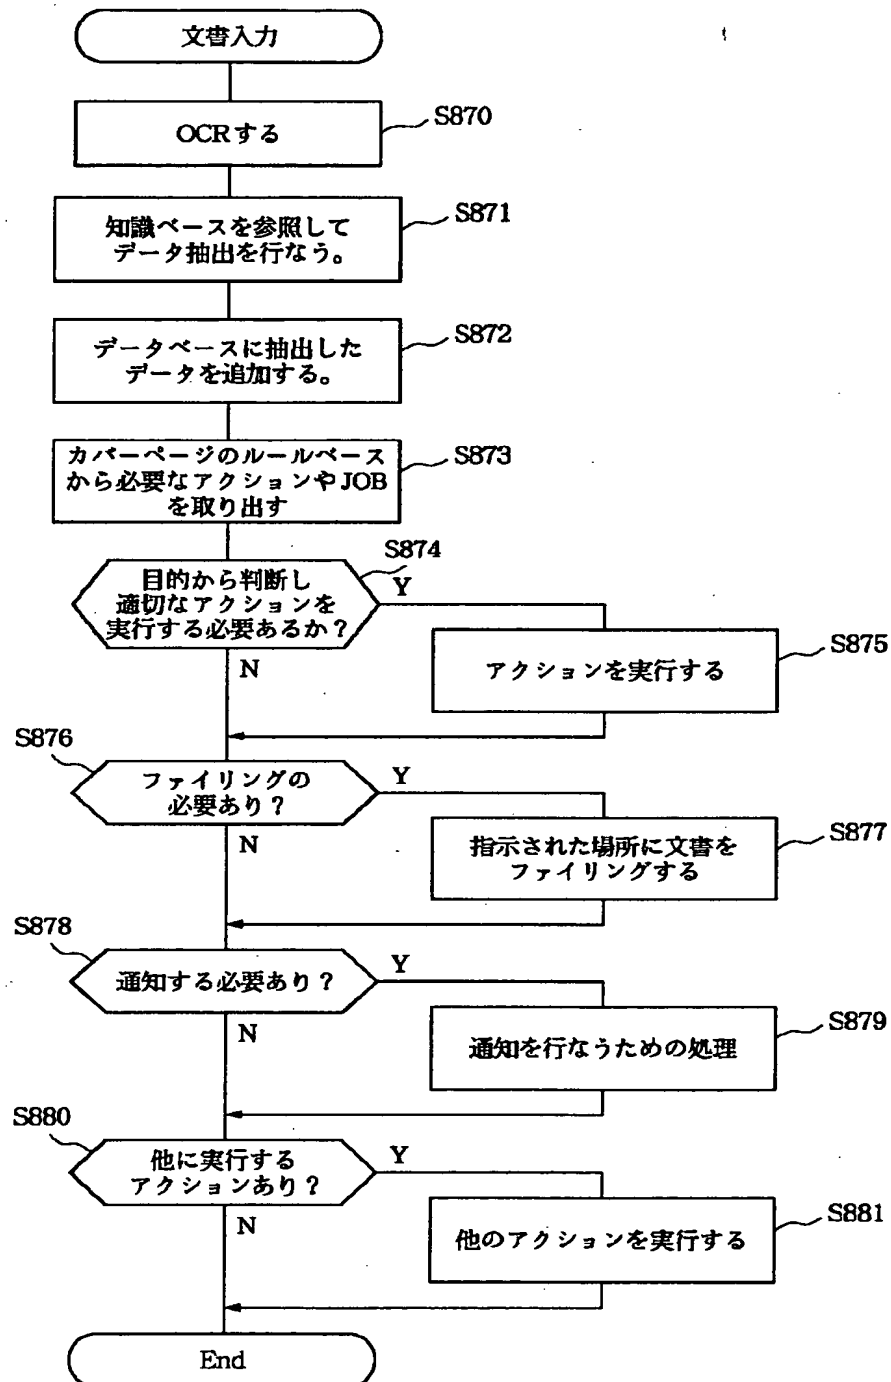 文書入力
S870
OCRする
S871
知識ベースを参照して
データ抽出を行なう。
S872
データベースに抽出した
データを追加する。
S873
カバーページのルールベース
から必要なアクションやJOB
を取り出す
S874
目的から判断し
適切なアクションを
実行する必要あるか?
Y
N
S875
アクションを実行する
S876
ファイリングの
必要あり?
Y
N
S877
指示された場所に文書を
ファイリングする
S878
通知する必要あり?
Y
N
S879
通知を行なうための処理
S880
他に実行する
アクションあり?
Y
N
S881
他のアクションを実行する
End